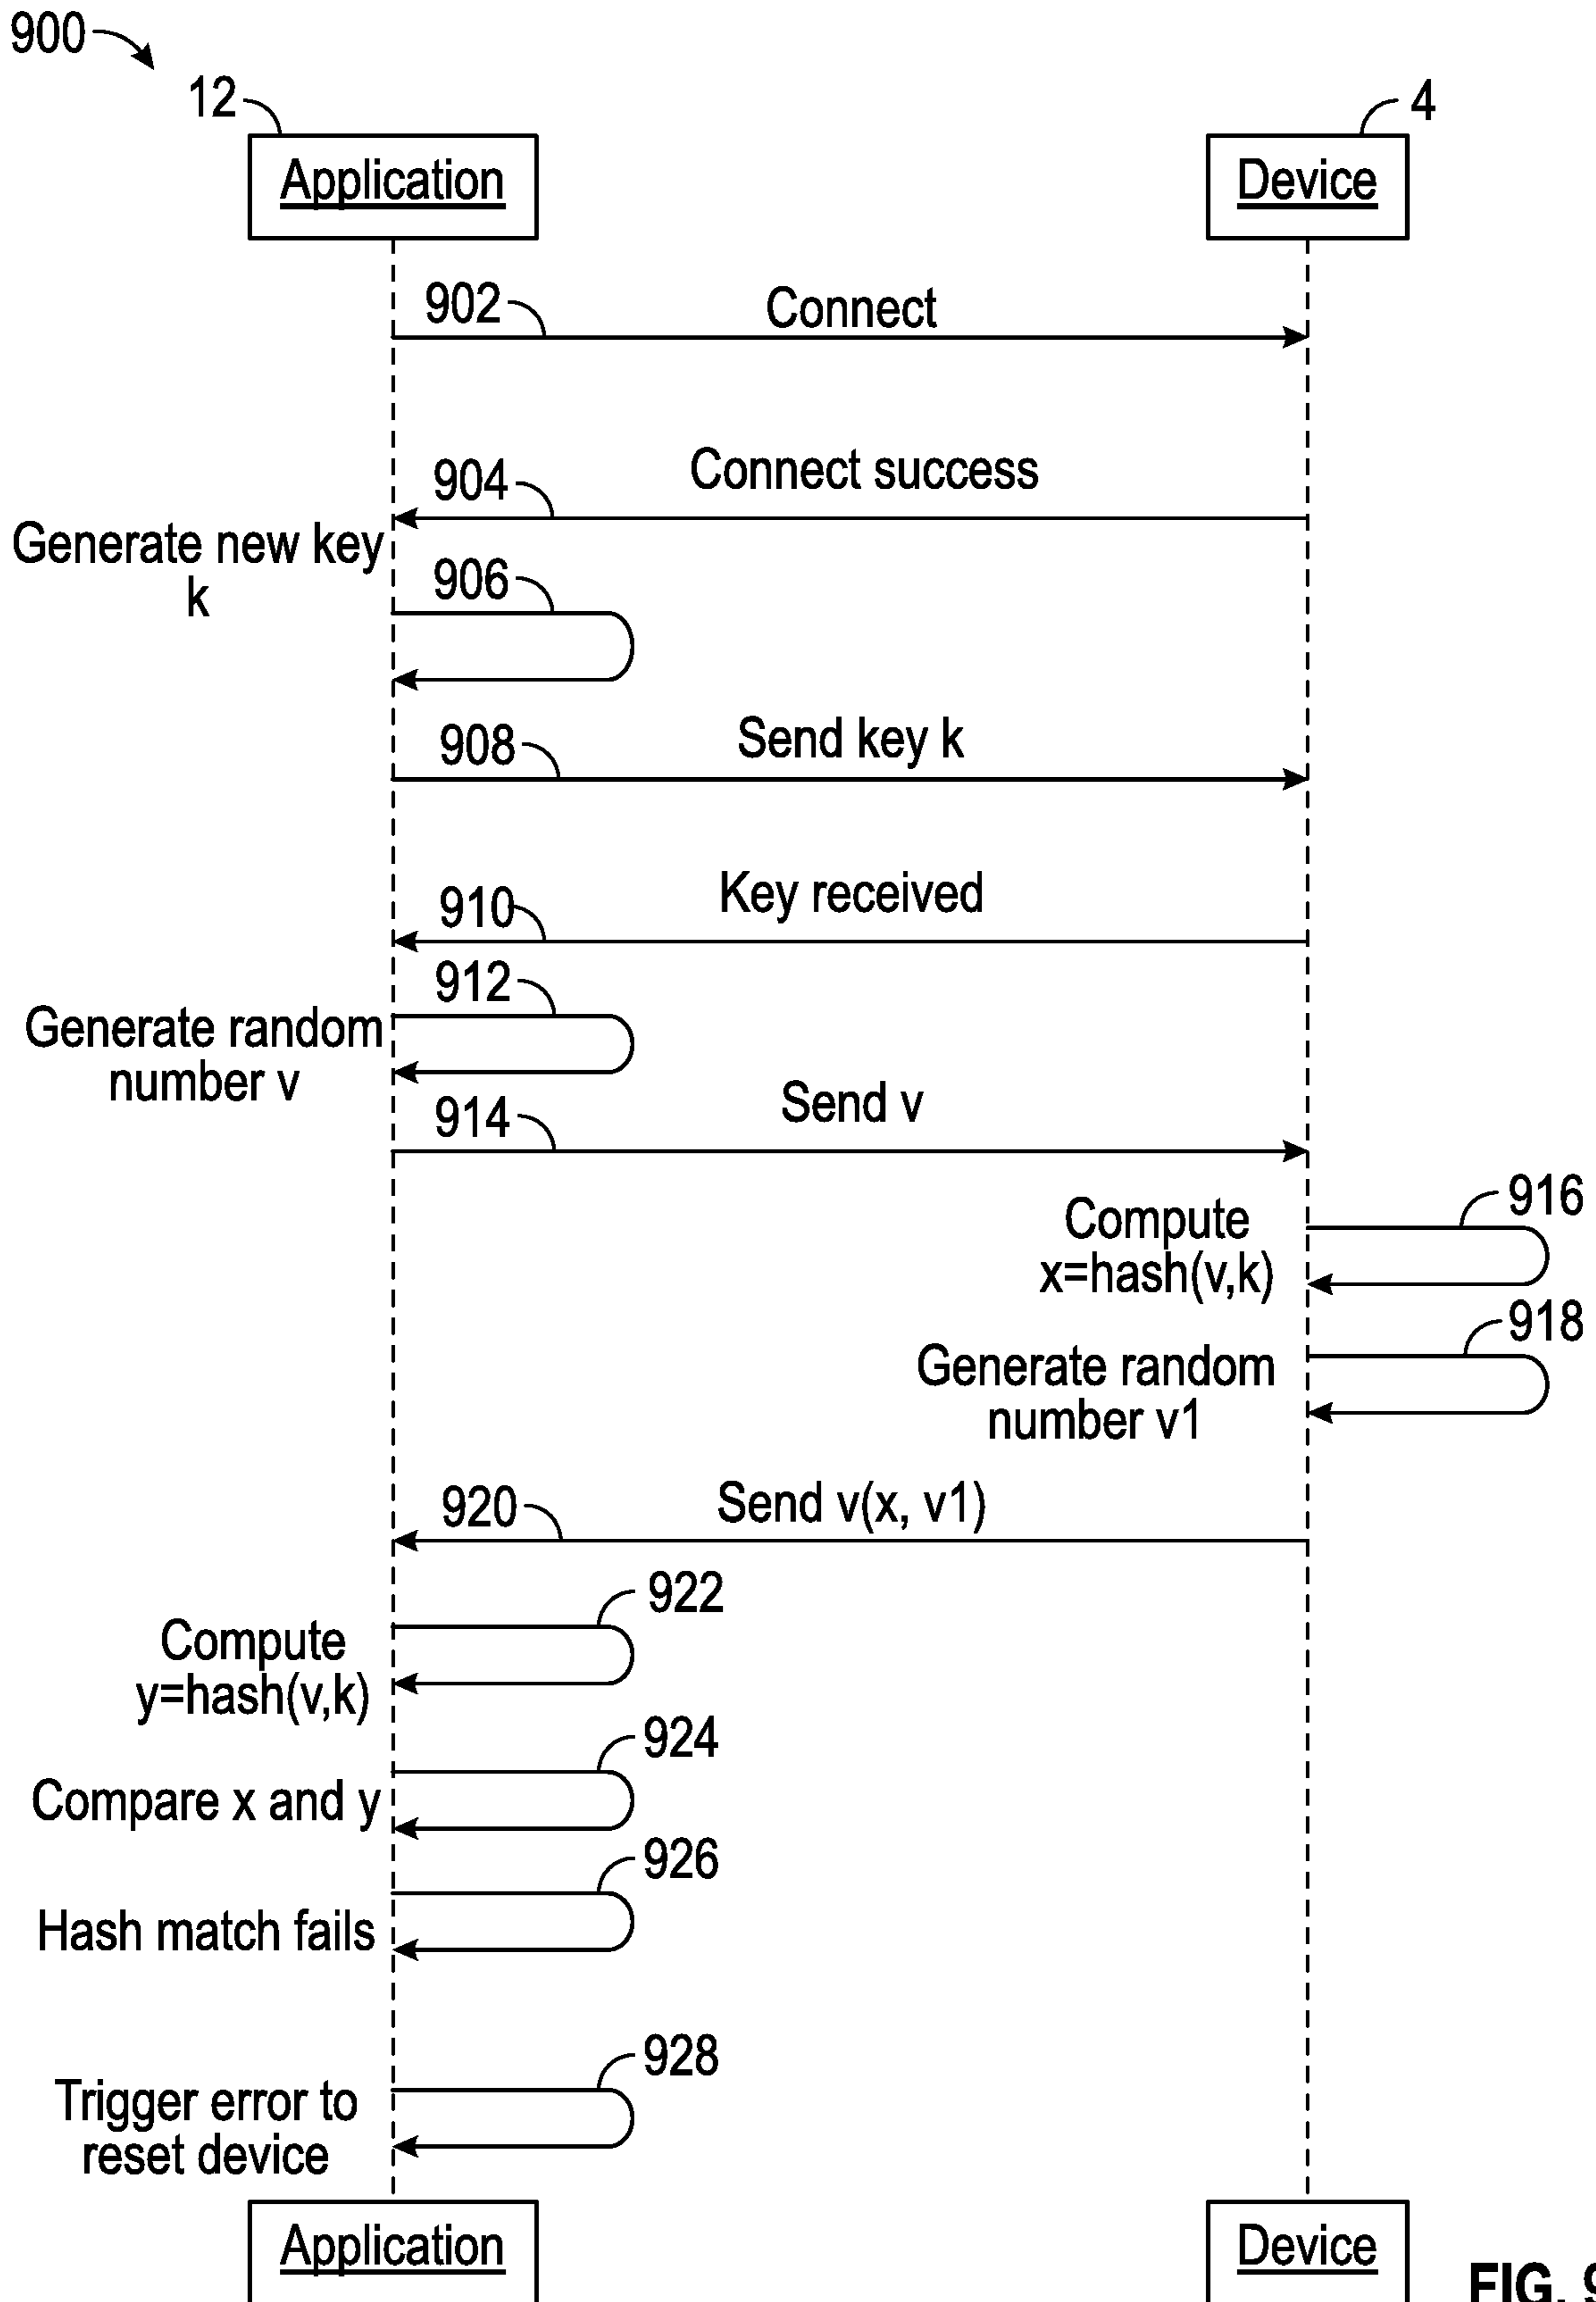 900
12
4
Application
Device
902
Connect
904
Connect success
Generate new key
k
906
908
Send key k
910
Key received
912
Generate random
number v
914
Send v
916
Compute
x=hash(v,k)
918
Generate random
number v1
920
Send v(x, v1)
922
Compute
y=hash(v,k)
924
Compare x and y
926
Hash match fails
928
Trigger error to
reset device
Application
Device
FIG. 9